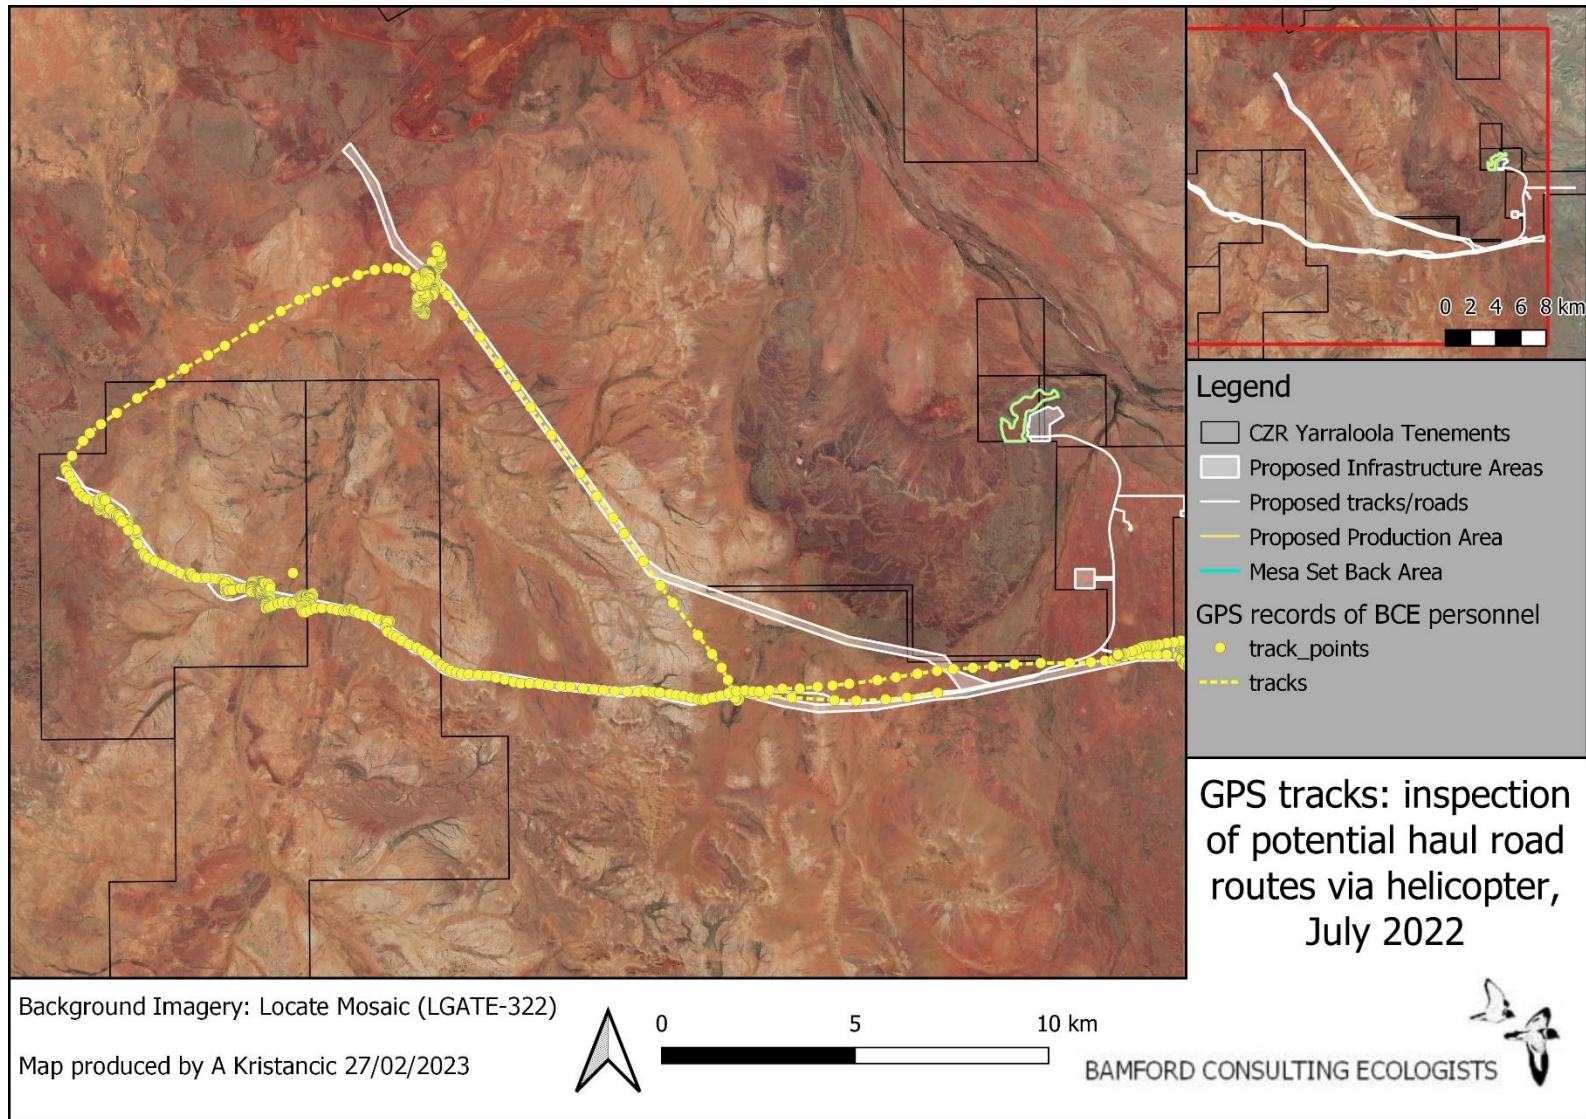 0 2 4 6 8 km
Legend
CZR Yarraloola Tenements
Proposed Infrastructure Areas
Proposed tracks/roads
Proposed Production Area
Mesa Set Back Area
GPS records of BCE personnel
track_points
tracks
GPS tracks: inspection
of potential haul road
routes via helicopter,
July 2022
Background Imagery: Locate Mosaic (LGATE-322)
Map produced by A Kristancic 27/02/2023
0 5 10 km
BAMFORD CONSULTING ECOLOGISTS